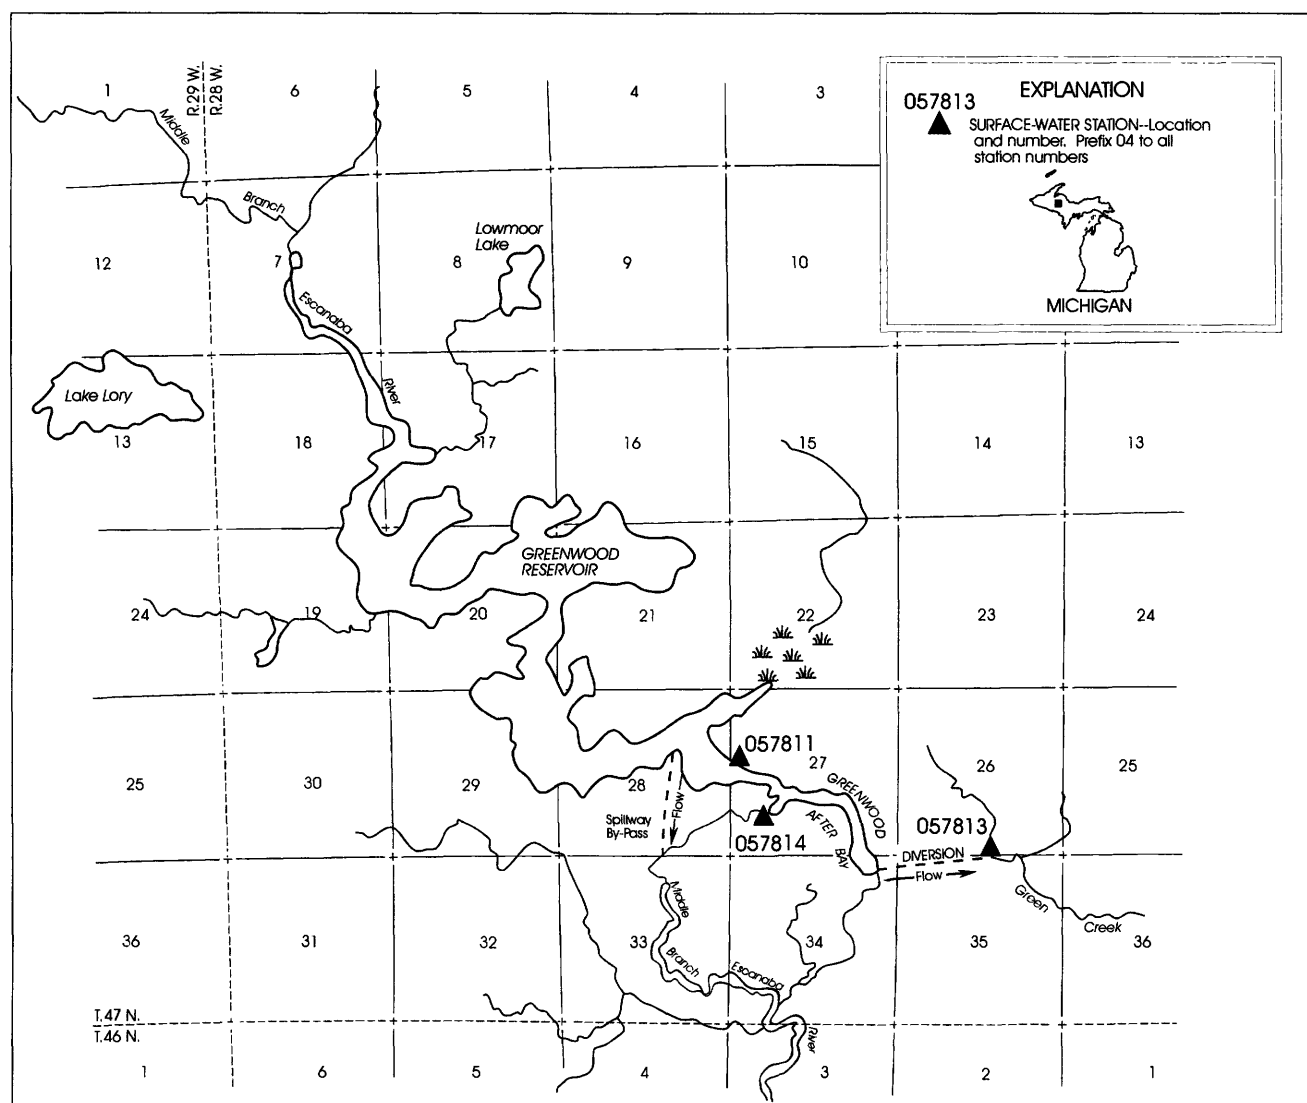 1
R.29 W.
R.28 W.
6
5
4
3
057813
EXPLANATION
SURFACE-WATER STATION--Location
and number. Prefix 04 to all
station numbers
MICHIGAN
Middle
Branch
Lowmoor
Lake
12
7
8
9
10
Escanaba
River
Lake Lory
13
18
17
16
15
14
13
GREENWOOD
RESERVOIR
24
19
20
21
22
23
24
057811
25
30
29
28
27
26
25
GREENWOOD
AFTER
BAY
Spillway
By-Pass
Flow
057814
057813
DIVERSION
Flow
Green
Creek
Middle
Branch
Escanaba
River
36
31
32
33
34
35
36
T.47 N.
T.46 N.
1
6
5
4
3
2
1